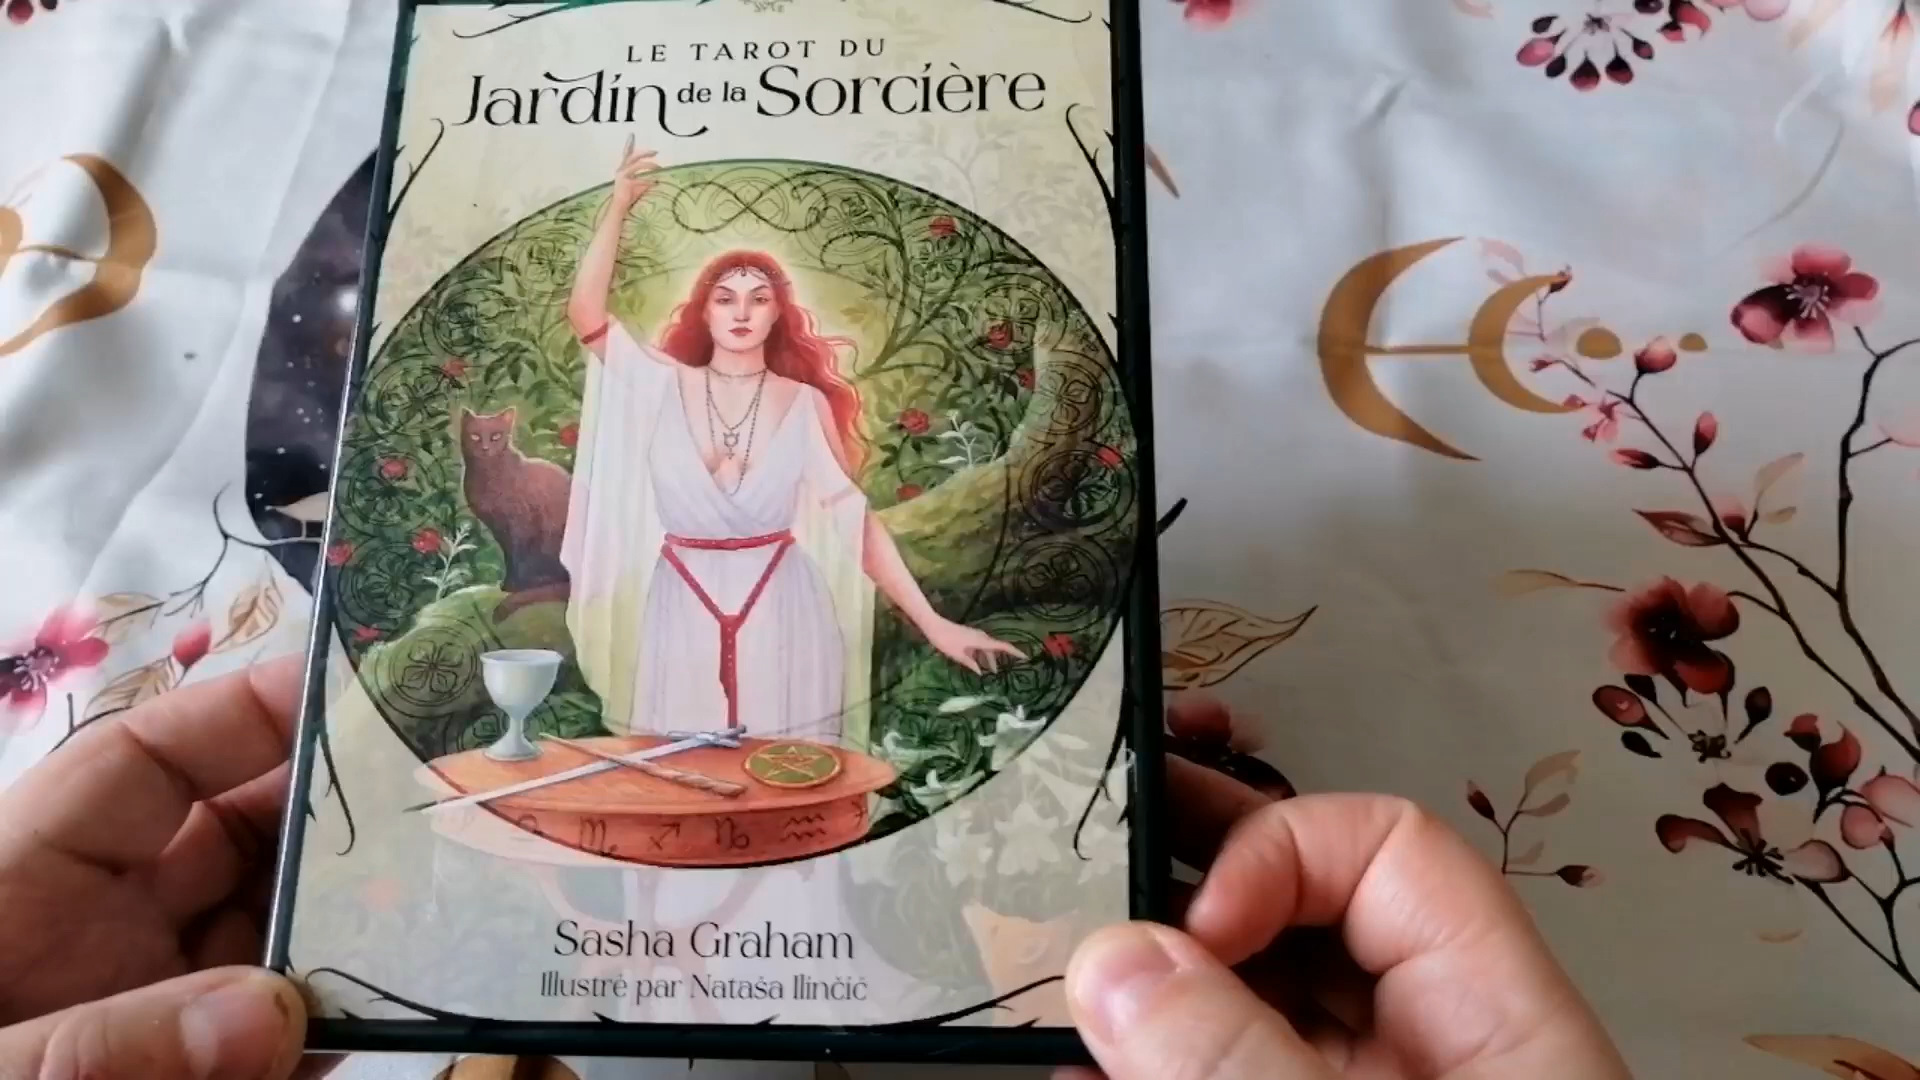 LE TAROT DU
Jardin de la Sorcière
Sasha Graham
Illustré par Nataša Ilinčić